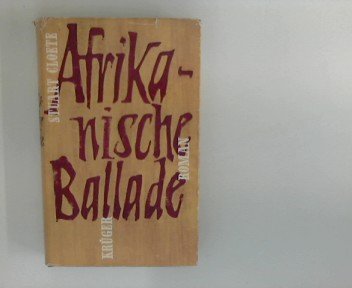 STUART CLOETE
Afrika-
nische
Ballade
ROMAN
KRÜGER